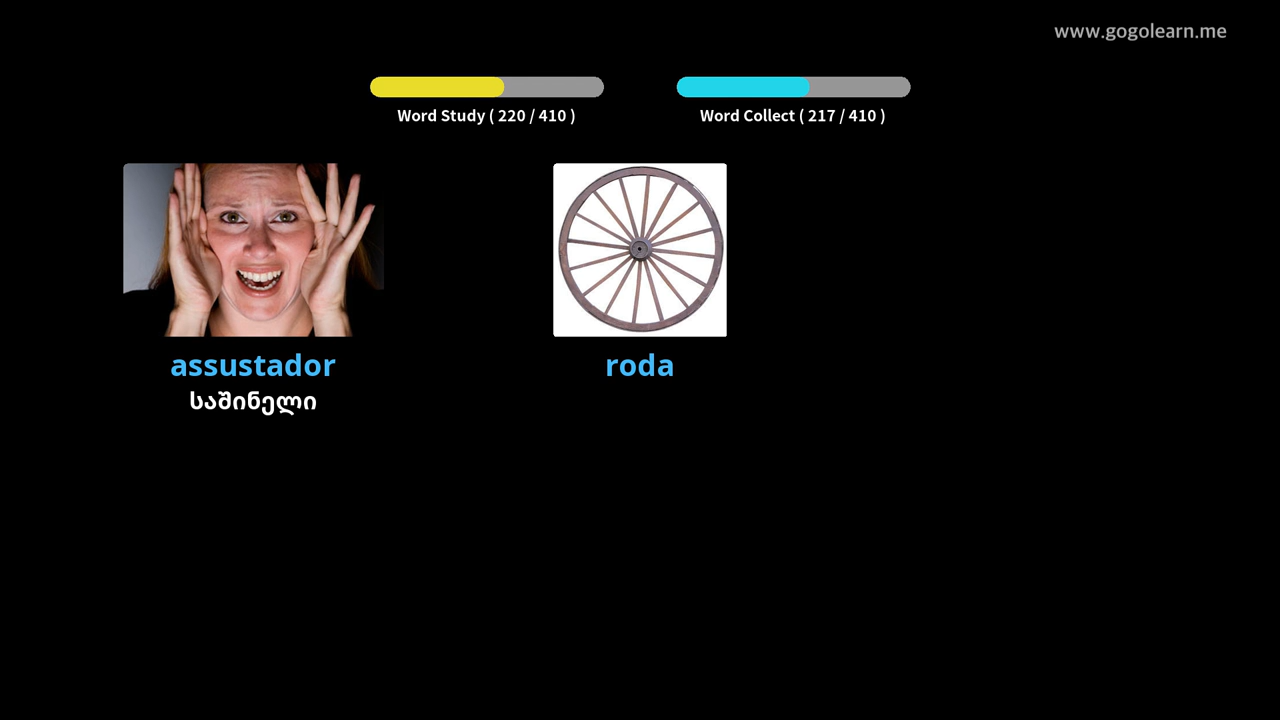 www.gogolearn.me
Word Study ( 220 / 410 )
Word Collect ( 217 / 410 )
assustador
საშინელი
roda